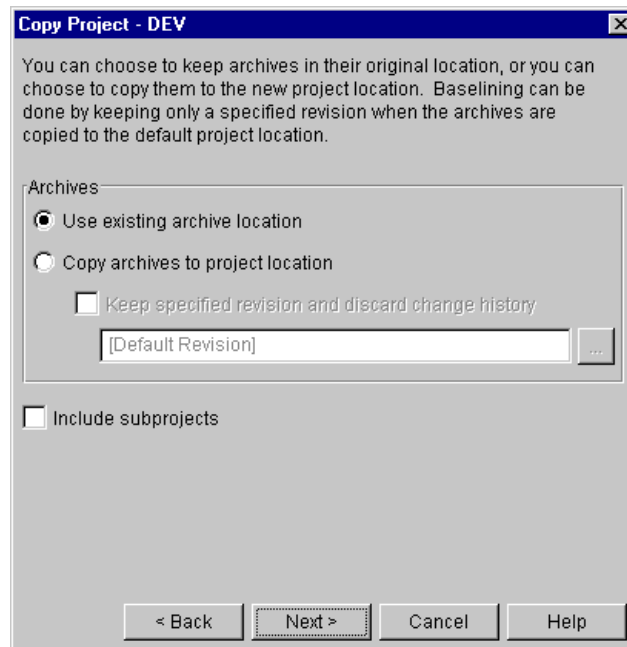 Copy Project - DEV
You can choose to keep archives in their original location, or you can
choose to copy them to the new project location. Baselining can be
done by keeping only a specified revision when the archives are
copied to the default project location.
Archives
Use existing archive location
Copy archives to project location
Keep specified revision and discard change history
[Default Revision]
...
Include subprojects
< Back Next > Cancel Help